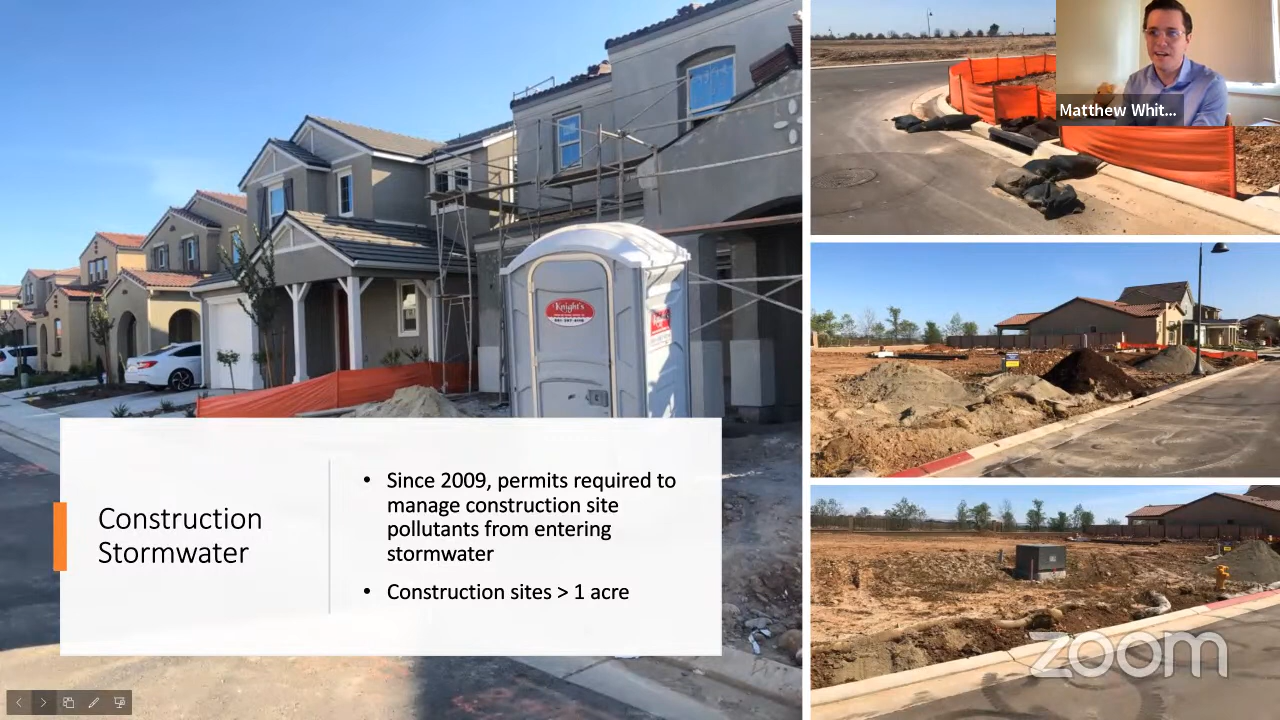 Matthew Whit...
Knight's
Construction
Stormwater
• Since 2009, permits required to
manage construction site
pollutants from entering
stormwater
• Construction sites > 1 acre
zoom